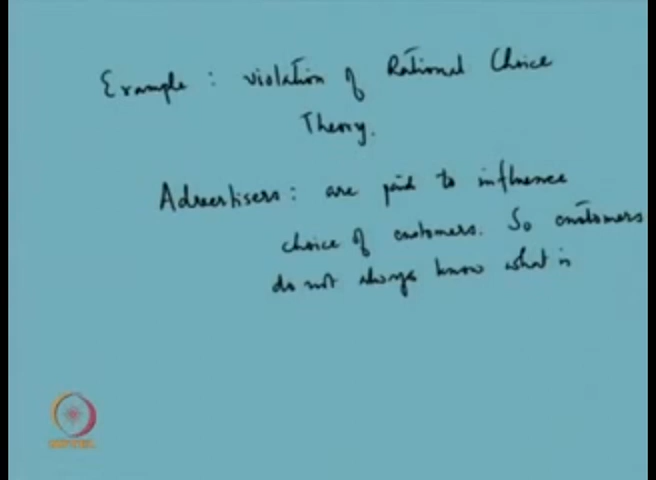 Example : violation of Rational Choice
Theory.
Advertisers : are paid to influence
choice of customers. So customers
do not always know what is
NPTEL